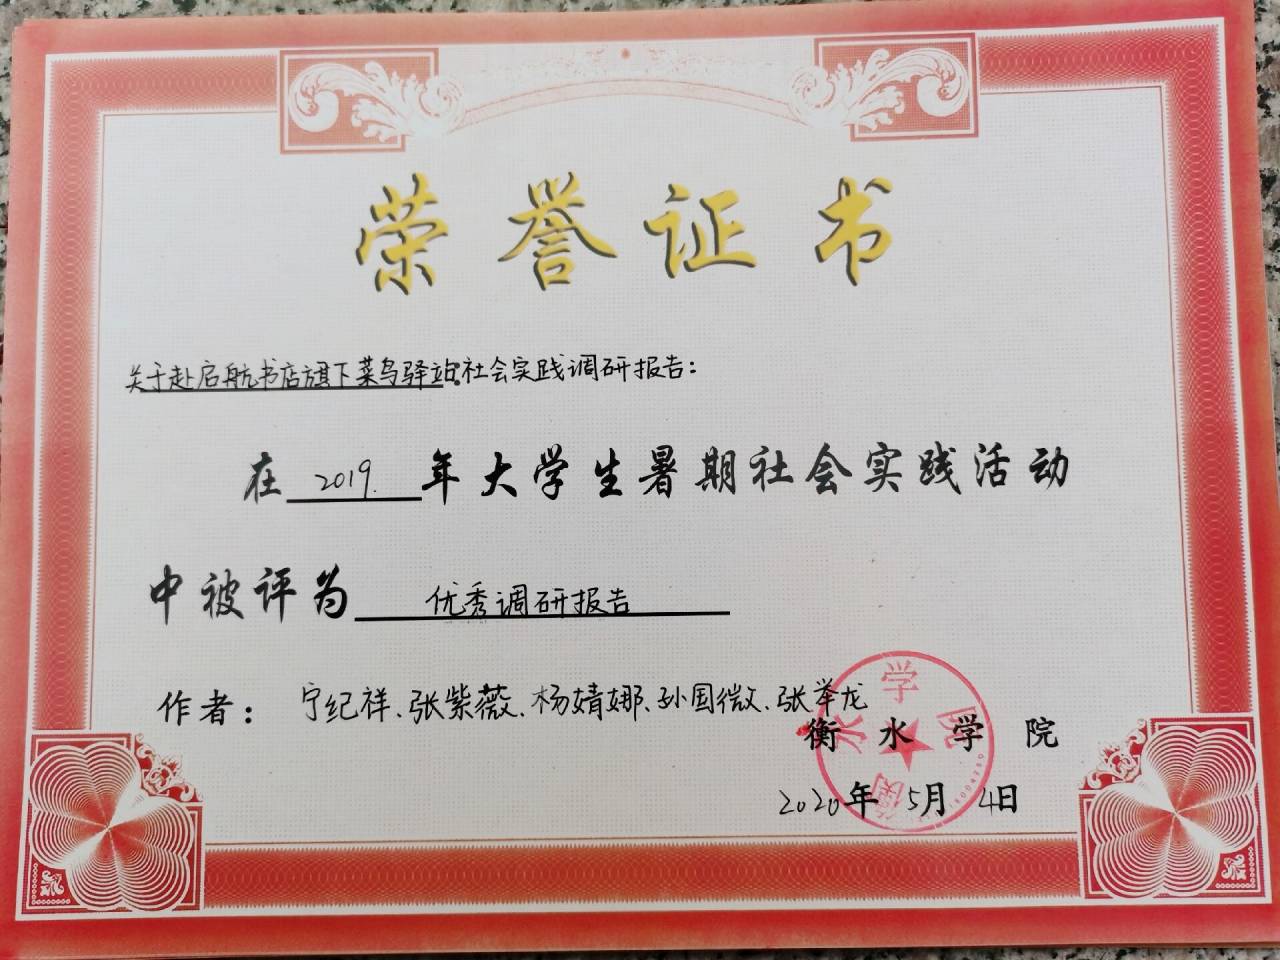 荣誉证书
关于赴启航书店旗下菜鸟驿站社会实践调研报告：
在 2019. 年大学生暑期社会实践活动
中被评为 优秀调研报告
作者：宁纪祥、张紫薇、杨婧娜、孙国微、张举龙
衡水学院
2020年 5月 4日